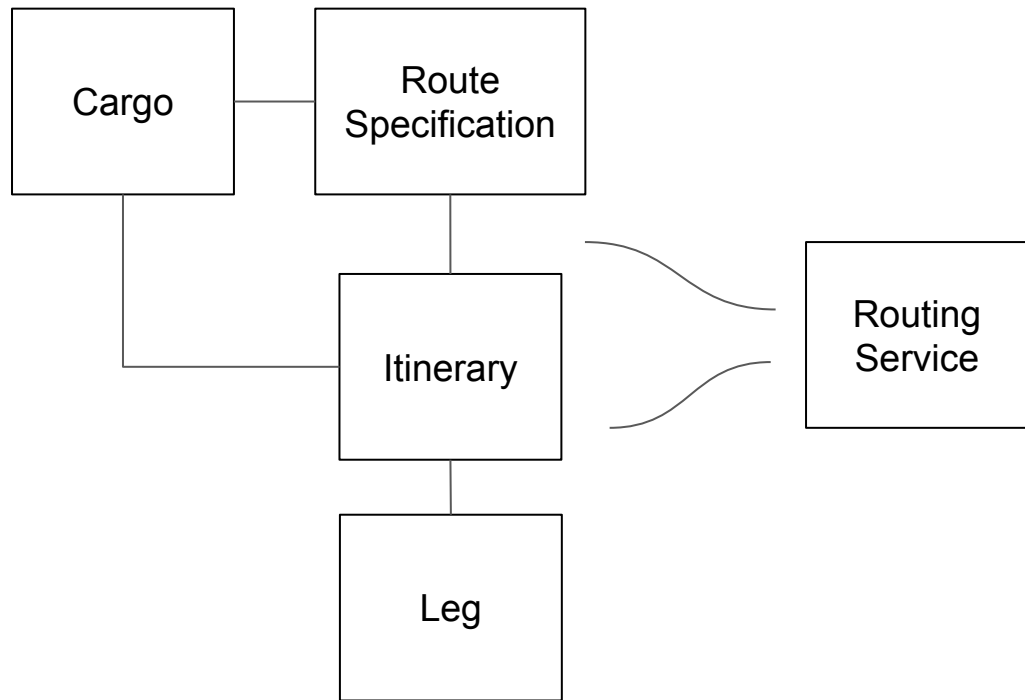 Cargo
Route
Specification
Itinerary
Routing
Service
Leg